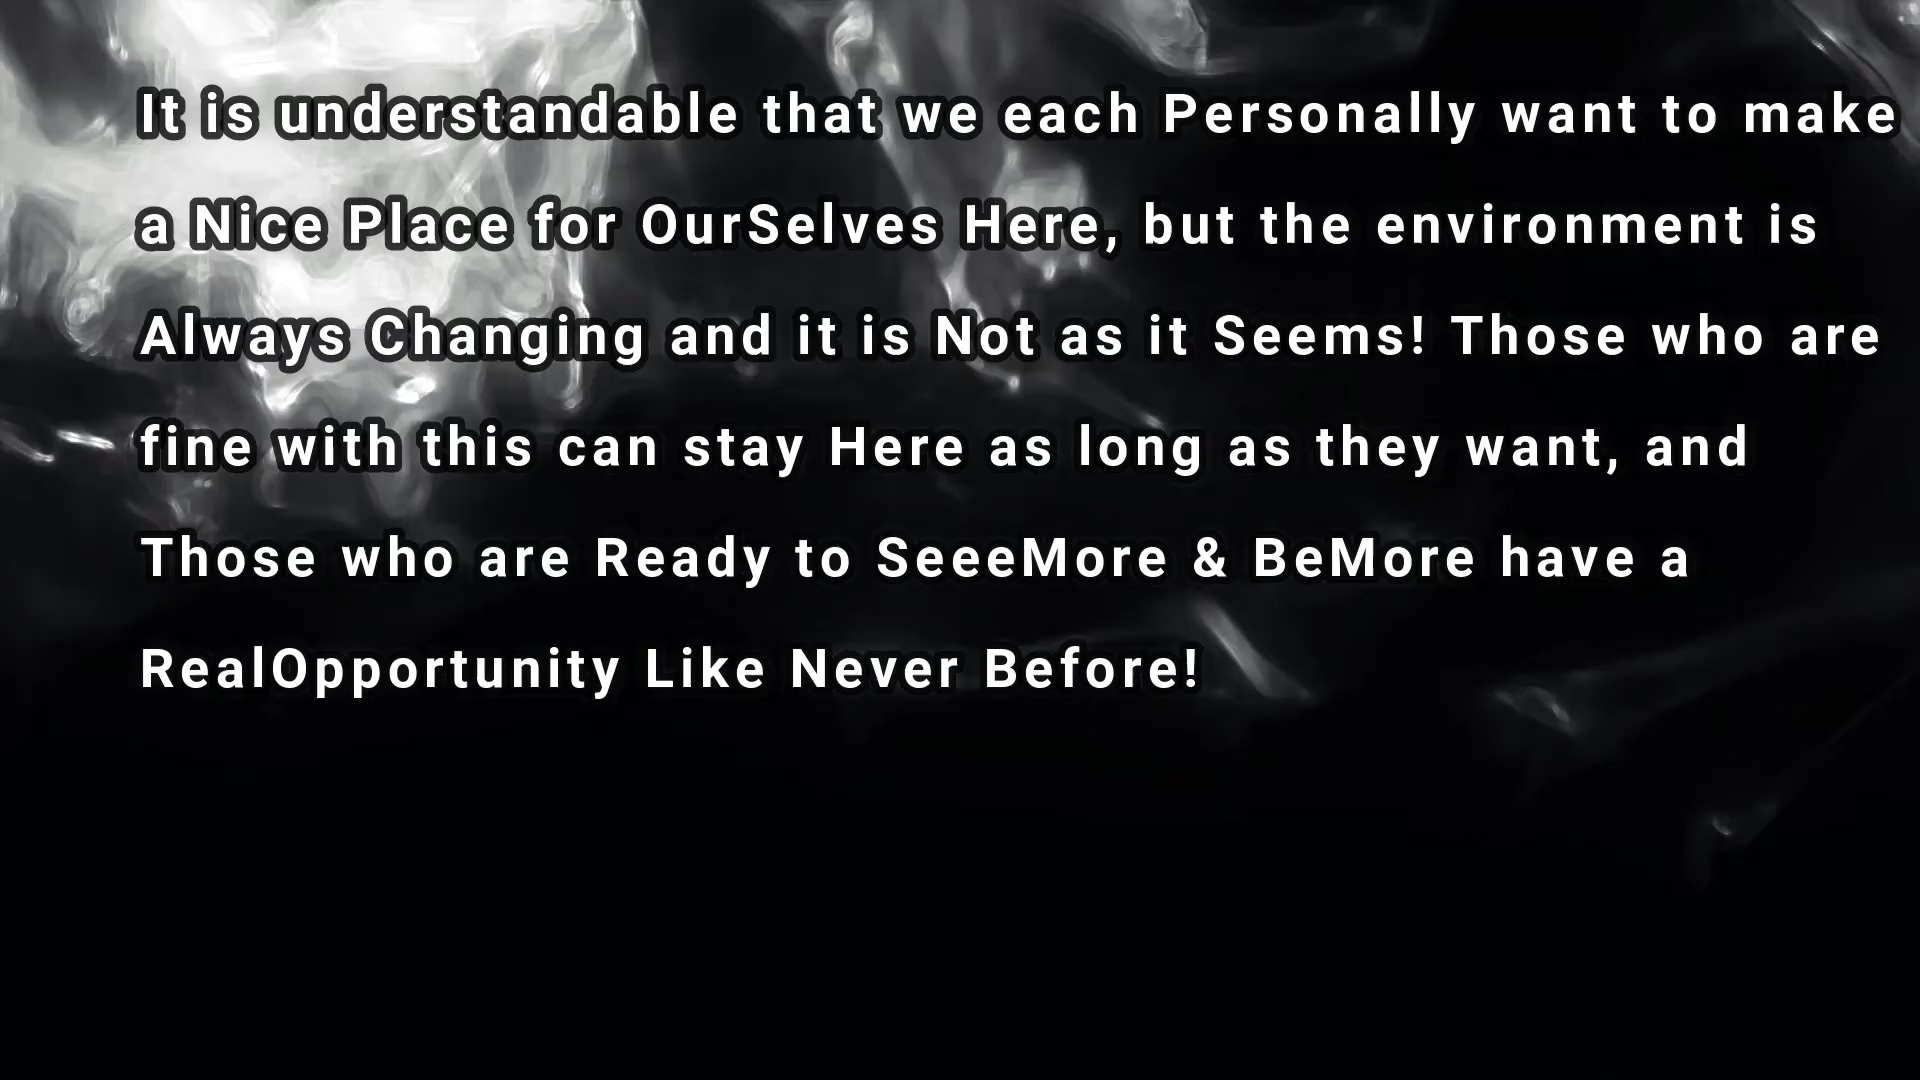 It is understandable that we each Personally want to make
a Nice Place for OurSelves Here, but the environment is
Always Changing and it is Not as it Seems! Those who are
fine with this can stay Here as long as they want, and
Those who are Ready to SeeeMore & BeMore have a
RealOpportunity Like Never Before!